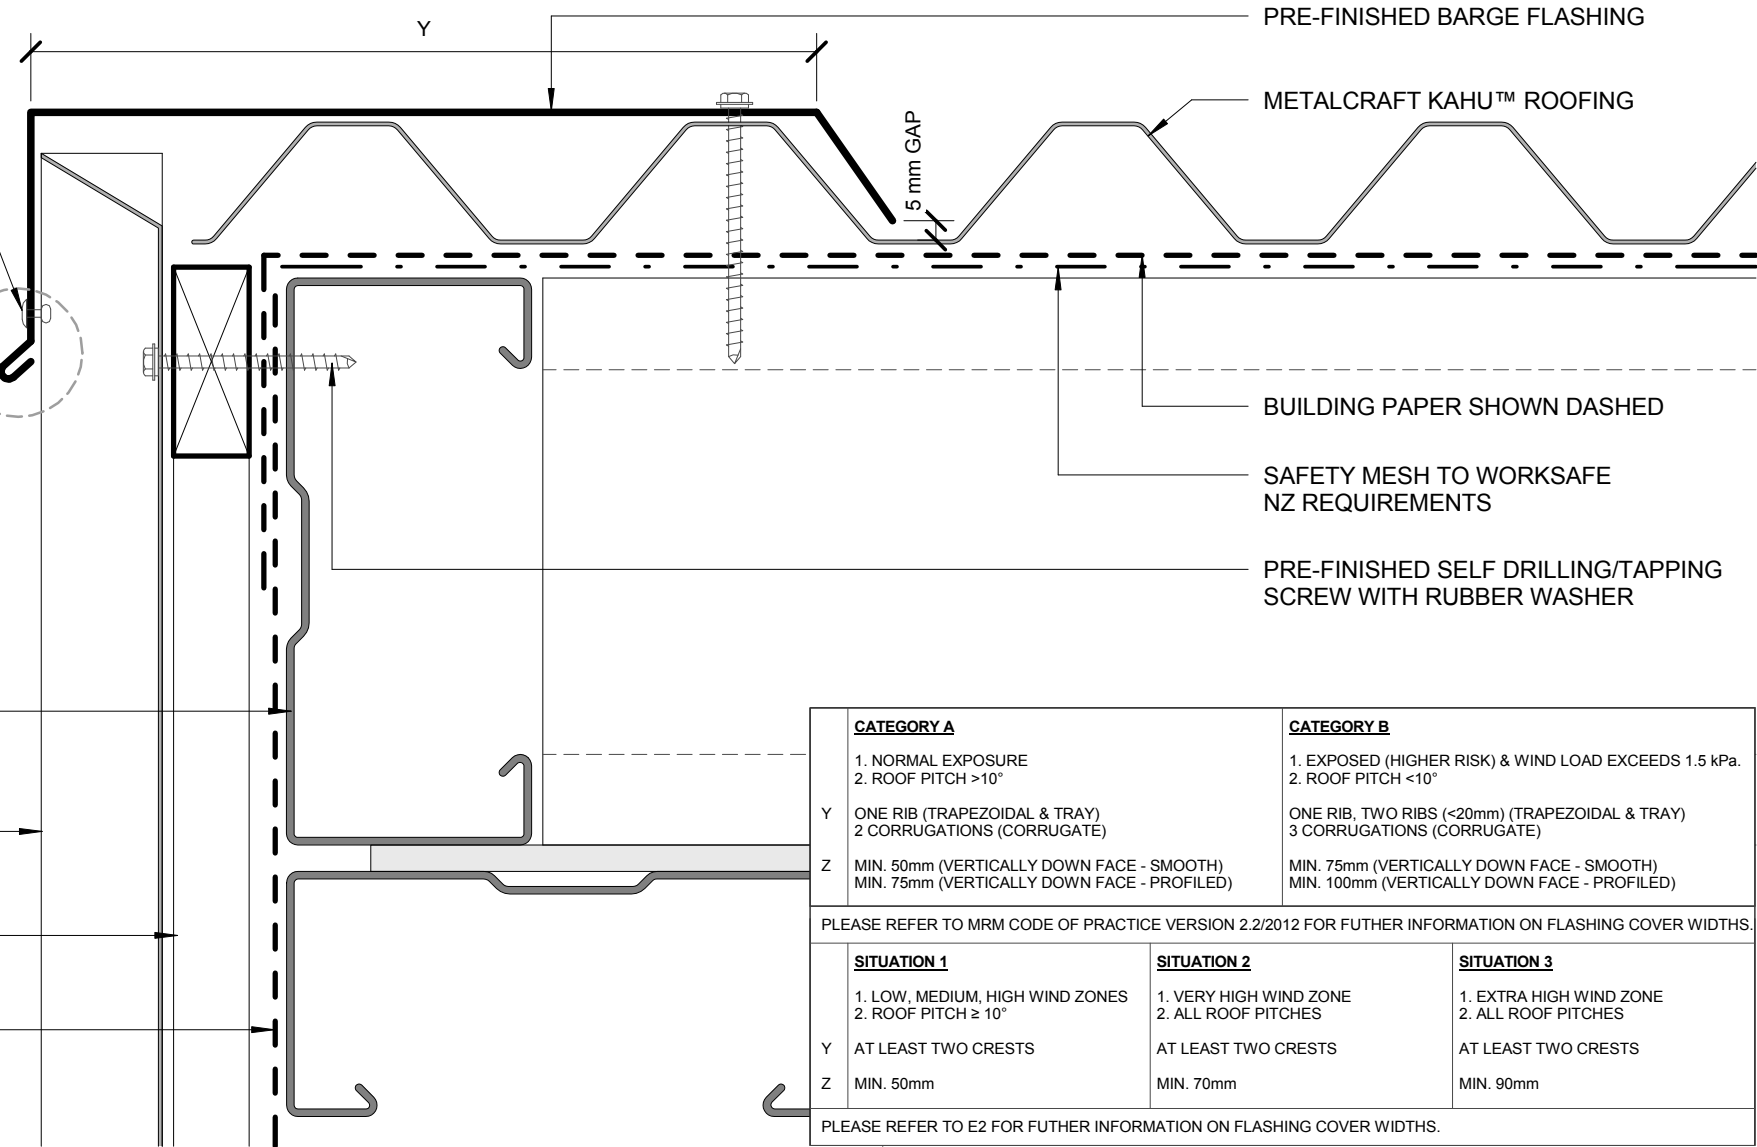 Y
PRE-FINISHED BARGE FLASHING
METALCRAFT KAHU™ ROOFING
5 mm GAP
BUILDING PAPER SHOWN DASHED
SAFETY MESH TO WORKSAFE
NZ REQUIREMENTS
PRE-FINISHED SELF DRILLING/TAPPING
SCREW WITH RUBBER WASHER
CATEGORY A
1. NORMAL EXPOSURE
2. ROOF PITCH >10°
Y ONE RIB (TRAPEZOIDAL & TRAY)
2 CORRUGATIONS (CORRUGATE)
Z MIN. 50mm (VERTICALLY DOWN FACE - SMOOTH)
MIN. 75mm (VERTICALLY DOWN FACE - PROFILED)
CATEGORY B
1. EXPOSED (HIGHER RISK) & WIND LOAD EXCEEDS 1.5 kPa.
2. ROOF PITCH <10°
ONE RIB, TWO RIBS (<20mm) (TRAPEZOIDAL & TRAY)
3 CORRUGATIONS (CORRUGATE)
MIN. 75mm (VERTICALLY DOWN FACE - SMOOTH)
MIN. 100mm (VERTICALLY DOWN FACE - PROFILED)
PLEASE REFER TO MRM CODE OF PRACTICE VERSION 2.2/2012 FOR FUTHER INFORMATION ON FLASHING COVER WIDTHS.
SITUATION 1
1. LOW, MEDIUM, HIGH WIND ZONES
2. ROOF PITCH ≥ 10°
Y AT LEAST TWO CRESTS
Z MIN. 50mm
SITUATION 2
1. VERY HIGH WIND ZONE
2. ALL ROOF PITCHES
AT LEAST TWO CRESTS
MIN. 70mm
SITUATION 3
1. EXTRA HIGH WIND ZONE
2. ALL ROOF PITCHES
AT LEAST TWO CRESTS
MIN. 90mm
PLEASE REFER TO E2 FOR FUTHER INFORMATION ON FLASHING COVER WIDTHS.